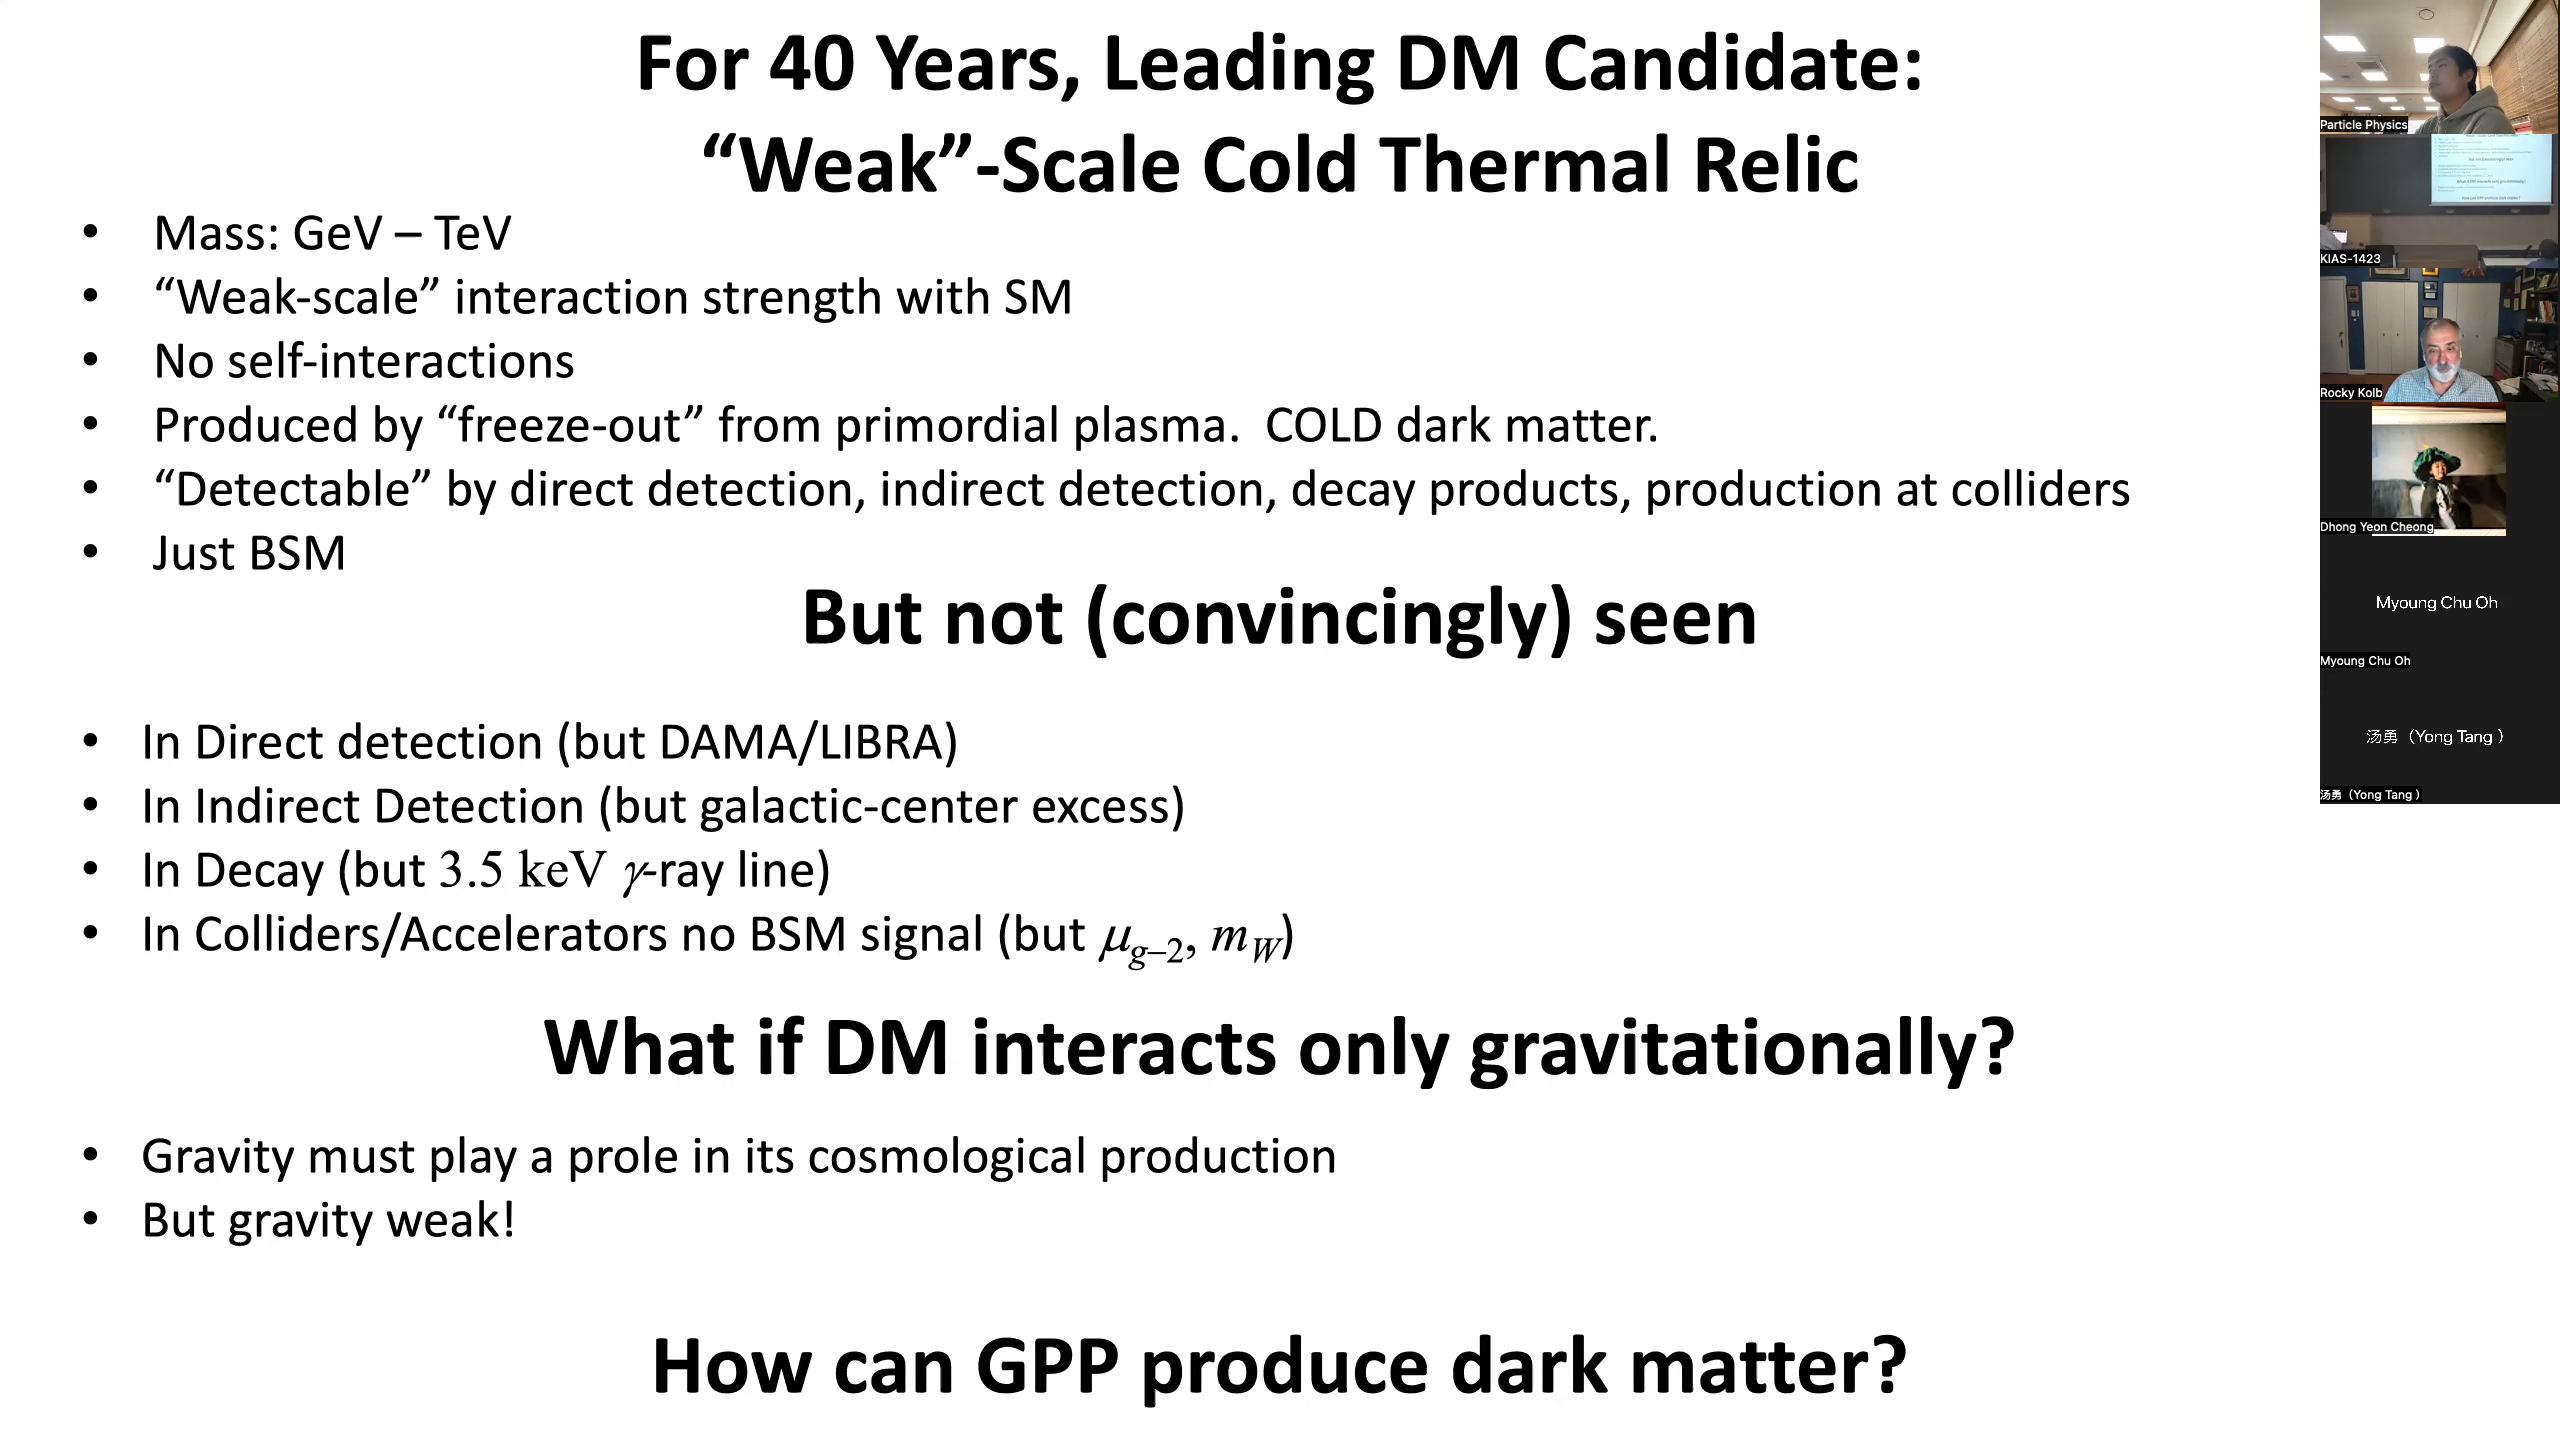 For 40 Years, Leading DM Candidate:
“Weak”-Scale Cold Thermal Relic
• Mass: GeV – TeV
• “Weak-scale” interaction strength with SM
• No self-interactions
• Produced by “freeze-out” from primordial plasma.  COLD dark matter.
• “Detectable” by direct detection, indirect detection, decay products, production at colliders
• Just BSM
But not (convincingly) seen
• In Direct detection (but DAMA/LIBRA)
• In Indirect Detection (but galactic-center excess)
• In Decay (but 3.5 keV γ-ray line)
• In Colliders/Accelerators no BSM signal (but μg–2, mW)
What if DM interacts only gravitationally?
• Gravity must play a prole in its cosmological production
• But gravity weak!
How can GPP produce dark matter?
Particle Physics
KIAS-1423
Rocky Kolb
Dhong Yeon Cheong
Myoung Chu Oh
Myoung Chu Oh
汤勇（Yong Tang ）
汤勇（Yong Tang ）